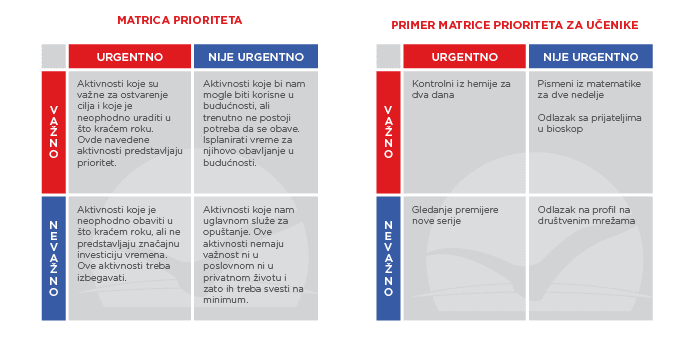 MATRICA PRIORITETA
URGENTNO
NIJE URGENTNO
VAŽNO
Aktivnosti koje su
važne za ostvarenje
cilja i koje je
neophodno uraditi u
što kraćem roku.
Ovde navedene
aktivnosti predstavljaju
prioritet.
Aktivnosti koje bi nam
mogle biti korisne u
budućnosti, ali
trenutno ne postoji
potreba da se obave.
Isplanirati vreme za
njihovo obavljanje u
budućnosti.
NEVAŽNO
Aktivnosti koje je
neophodno obaviti u
što kraćem roku, ali ne
predstavljaju značajnu
investiciju vremena.
Ove aktivnosti treba
izbegavati.
Aktivnosti koje nam
uglavnom služe za
opuštanje. Ove
aktivnosti nemaju
važnost ni u
poslovnom ni u
privatnom životu i
zato ih treba svesti na
minimum.
PRIMER MATRICE PRIORITETA ZA UČENIKE
URGENTNO
NIJE URGENTNO
VAŽNO
Kontrolni iz hemije za
dva dana
Pismeni iz matematike
za dve nedelje
Odlazak sa prijateljima
u bioskop
NEVAŽNO
Gledanje premijere
nove serije
Odlazak na profil na
društvenim mrežama